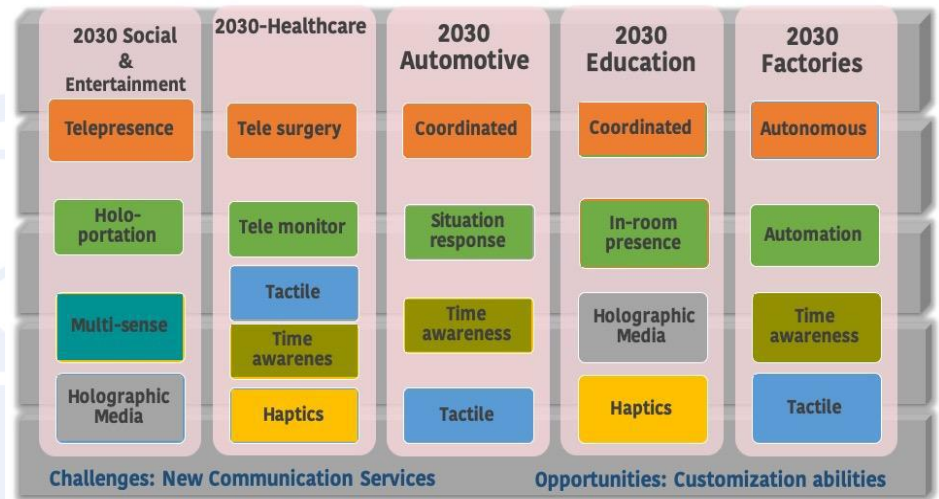 2030 Social
&
Entertainment
Telepresence
Holo-
portation
Multi-sense
Holographic
Media
2030-Healthcare
Tele surgery
Tele monitor
Tactile
Time
awarenes
Haptics
2030
Automotive
Coordinated
Situation
response
Time
awareness
Tactile
2030
Education
Coordinated
In-room
presence
Holographic
Media
Haptics
2030
Factories
Autonomous
Automation
Time
awareness
Tactile
Challenges: New Communication Services
Opportunities: Customization abilities